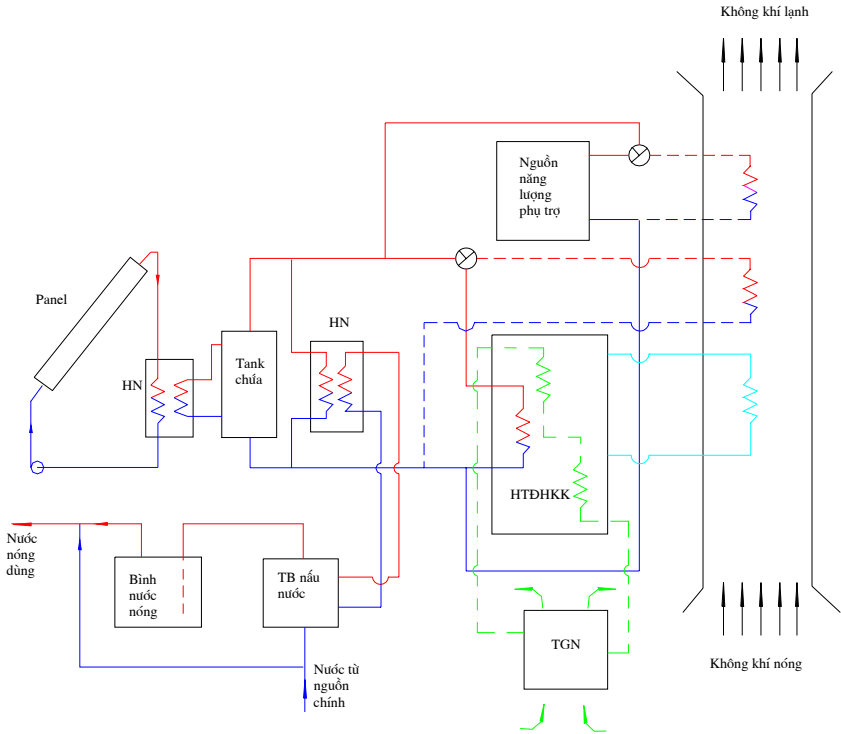 Không khí lạnh
Nguồn
năng
lượng
phụ trợ
Panel
HN
Tank
chứa
HN
HTĐHKK
Nước
nóng
dùng
Bình
nước
nóng
TB nấu
nước
TGN
Không khí nóng
Nước từ
nguồn
chính